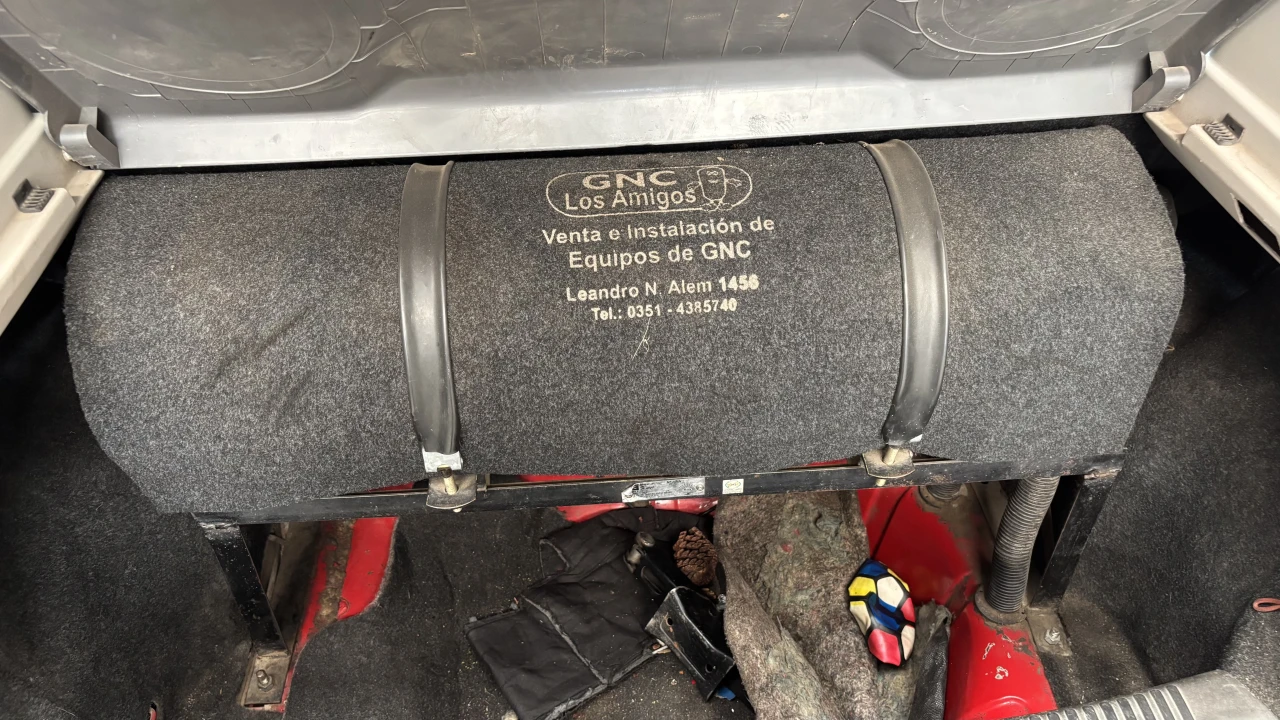 GNC
Los Amigos
Venta e Instalación de
Equipos de GNC
Leandro N. Alem 1456
Tel.: 0351 - 4385740